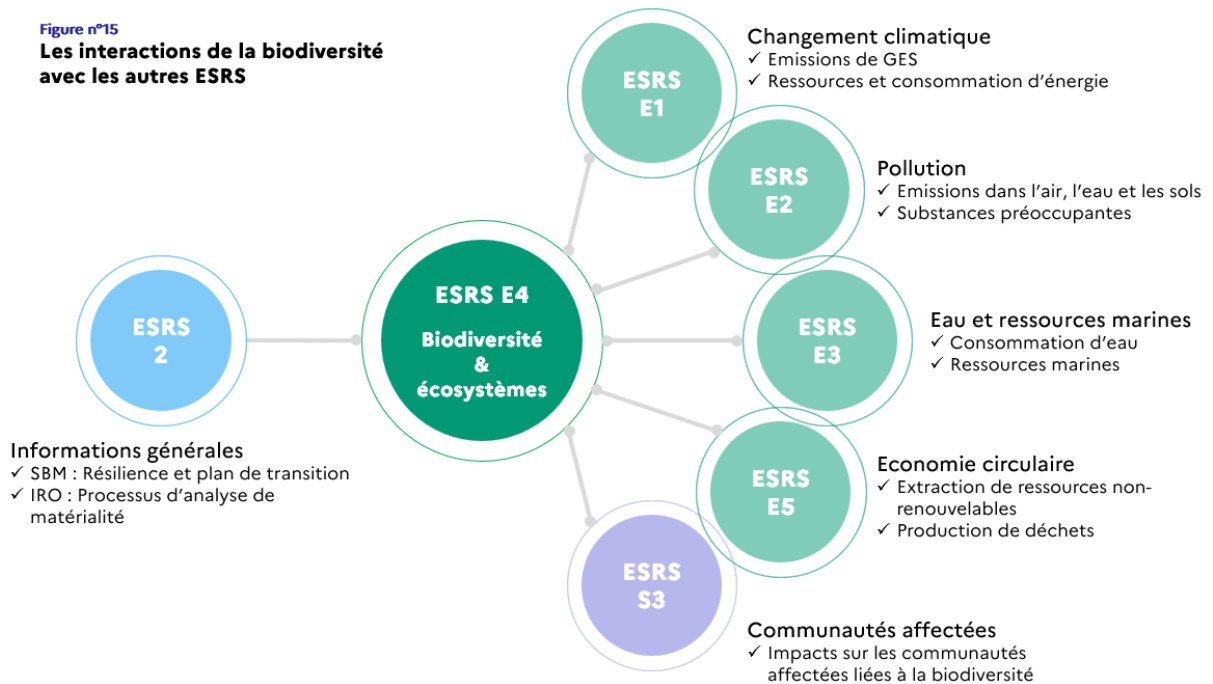 Figure n°15
Les interactions de la biodiversité
avec les autres ESRS
ESRS
E1
Changement climatique
✓ Emissions de GES
✓ Ressources et consommation d'énergie
ESRS
E2
Pollution
✓ Emissions dans l'air, l'eau et les sols
✓ Substances préoccupantes
ESRS E4
Biodiversité
&
écosystèmes
ESRS
2
Informations générales
✓ SBM : Résilience et plan de transition
✓ IRO : Processus d'analyse de
matérialité
ESRS
E3
Eau et ressources marines
✓ Consommation d'eau
✓ Ressources marines
ESRS
E5
Economie circulaire
✓ Extraction de ressources non-
renouvelables
✓ Production de déchets
ESRS
S3
Communautés affectées
✓ Impacts sur les communautés
affectées liées à la biodiversité